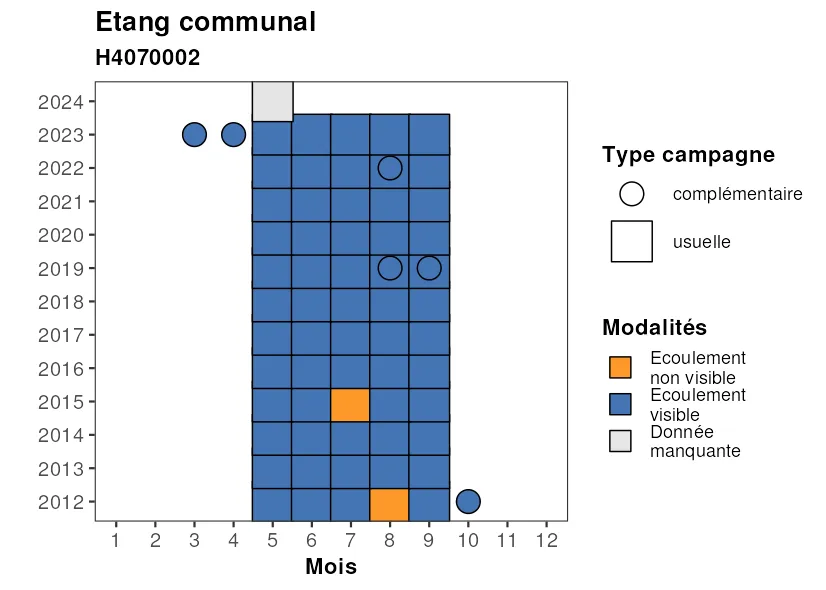 Etang communal
H4070002
2024
2023
2022
2021
2020
2019
2018
2017
2016
2015
2014
2013
2012
1 2 3 4 5 6 7 8 9 10 11 12
Mois
Type campagne
complémentaire
usuelle
Modalités
Ecoulement
non visible
Ecoulement
visible
Donnée
manquante